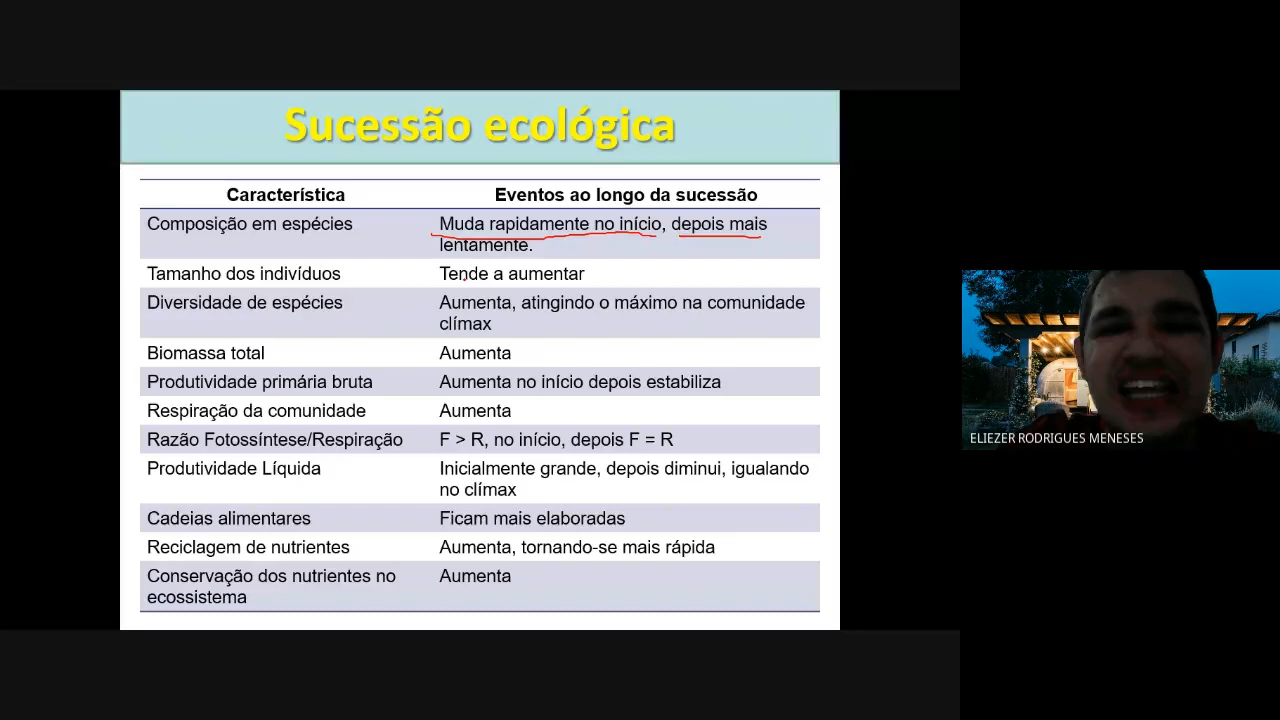 Sucessão ecológica
Característica Eventos ao longo da sucessão
Composição em espécies Muda rapidamente no início, depois mais
lentamente.
Tamanho dos indivíduos Tende a aumentar
Diversidade de espécies Aumenta, atingindo o máximo na comunidade
clímax
Biomassa total Aumenta
Produtividade primária bruta Aumenta no início depois estabiliza
Respiração da comunidade Aumenta
Razão Fotossíntese/Respiração F > R, no início, depois F = R
Produtividade Líquida Inicialmente grande, depois diminui, igualando
no clímax
Cadeias alimentares Ficam mais elaboradas
Reciclagem de nutrientes Aumenta, tornando-se mais rápida
Conservação dos nutrientes no Aumenta
ecossistema
ELIEZER RODRIGUES MENESES